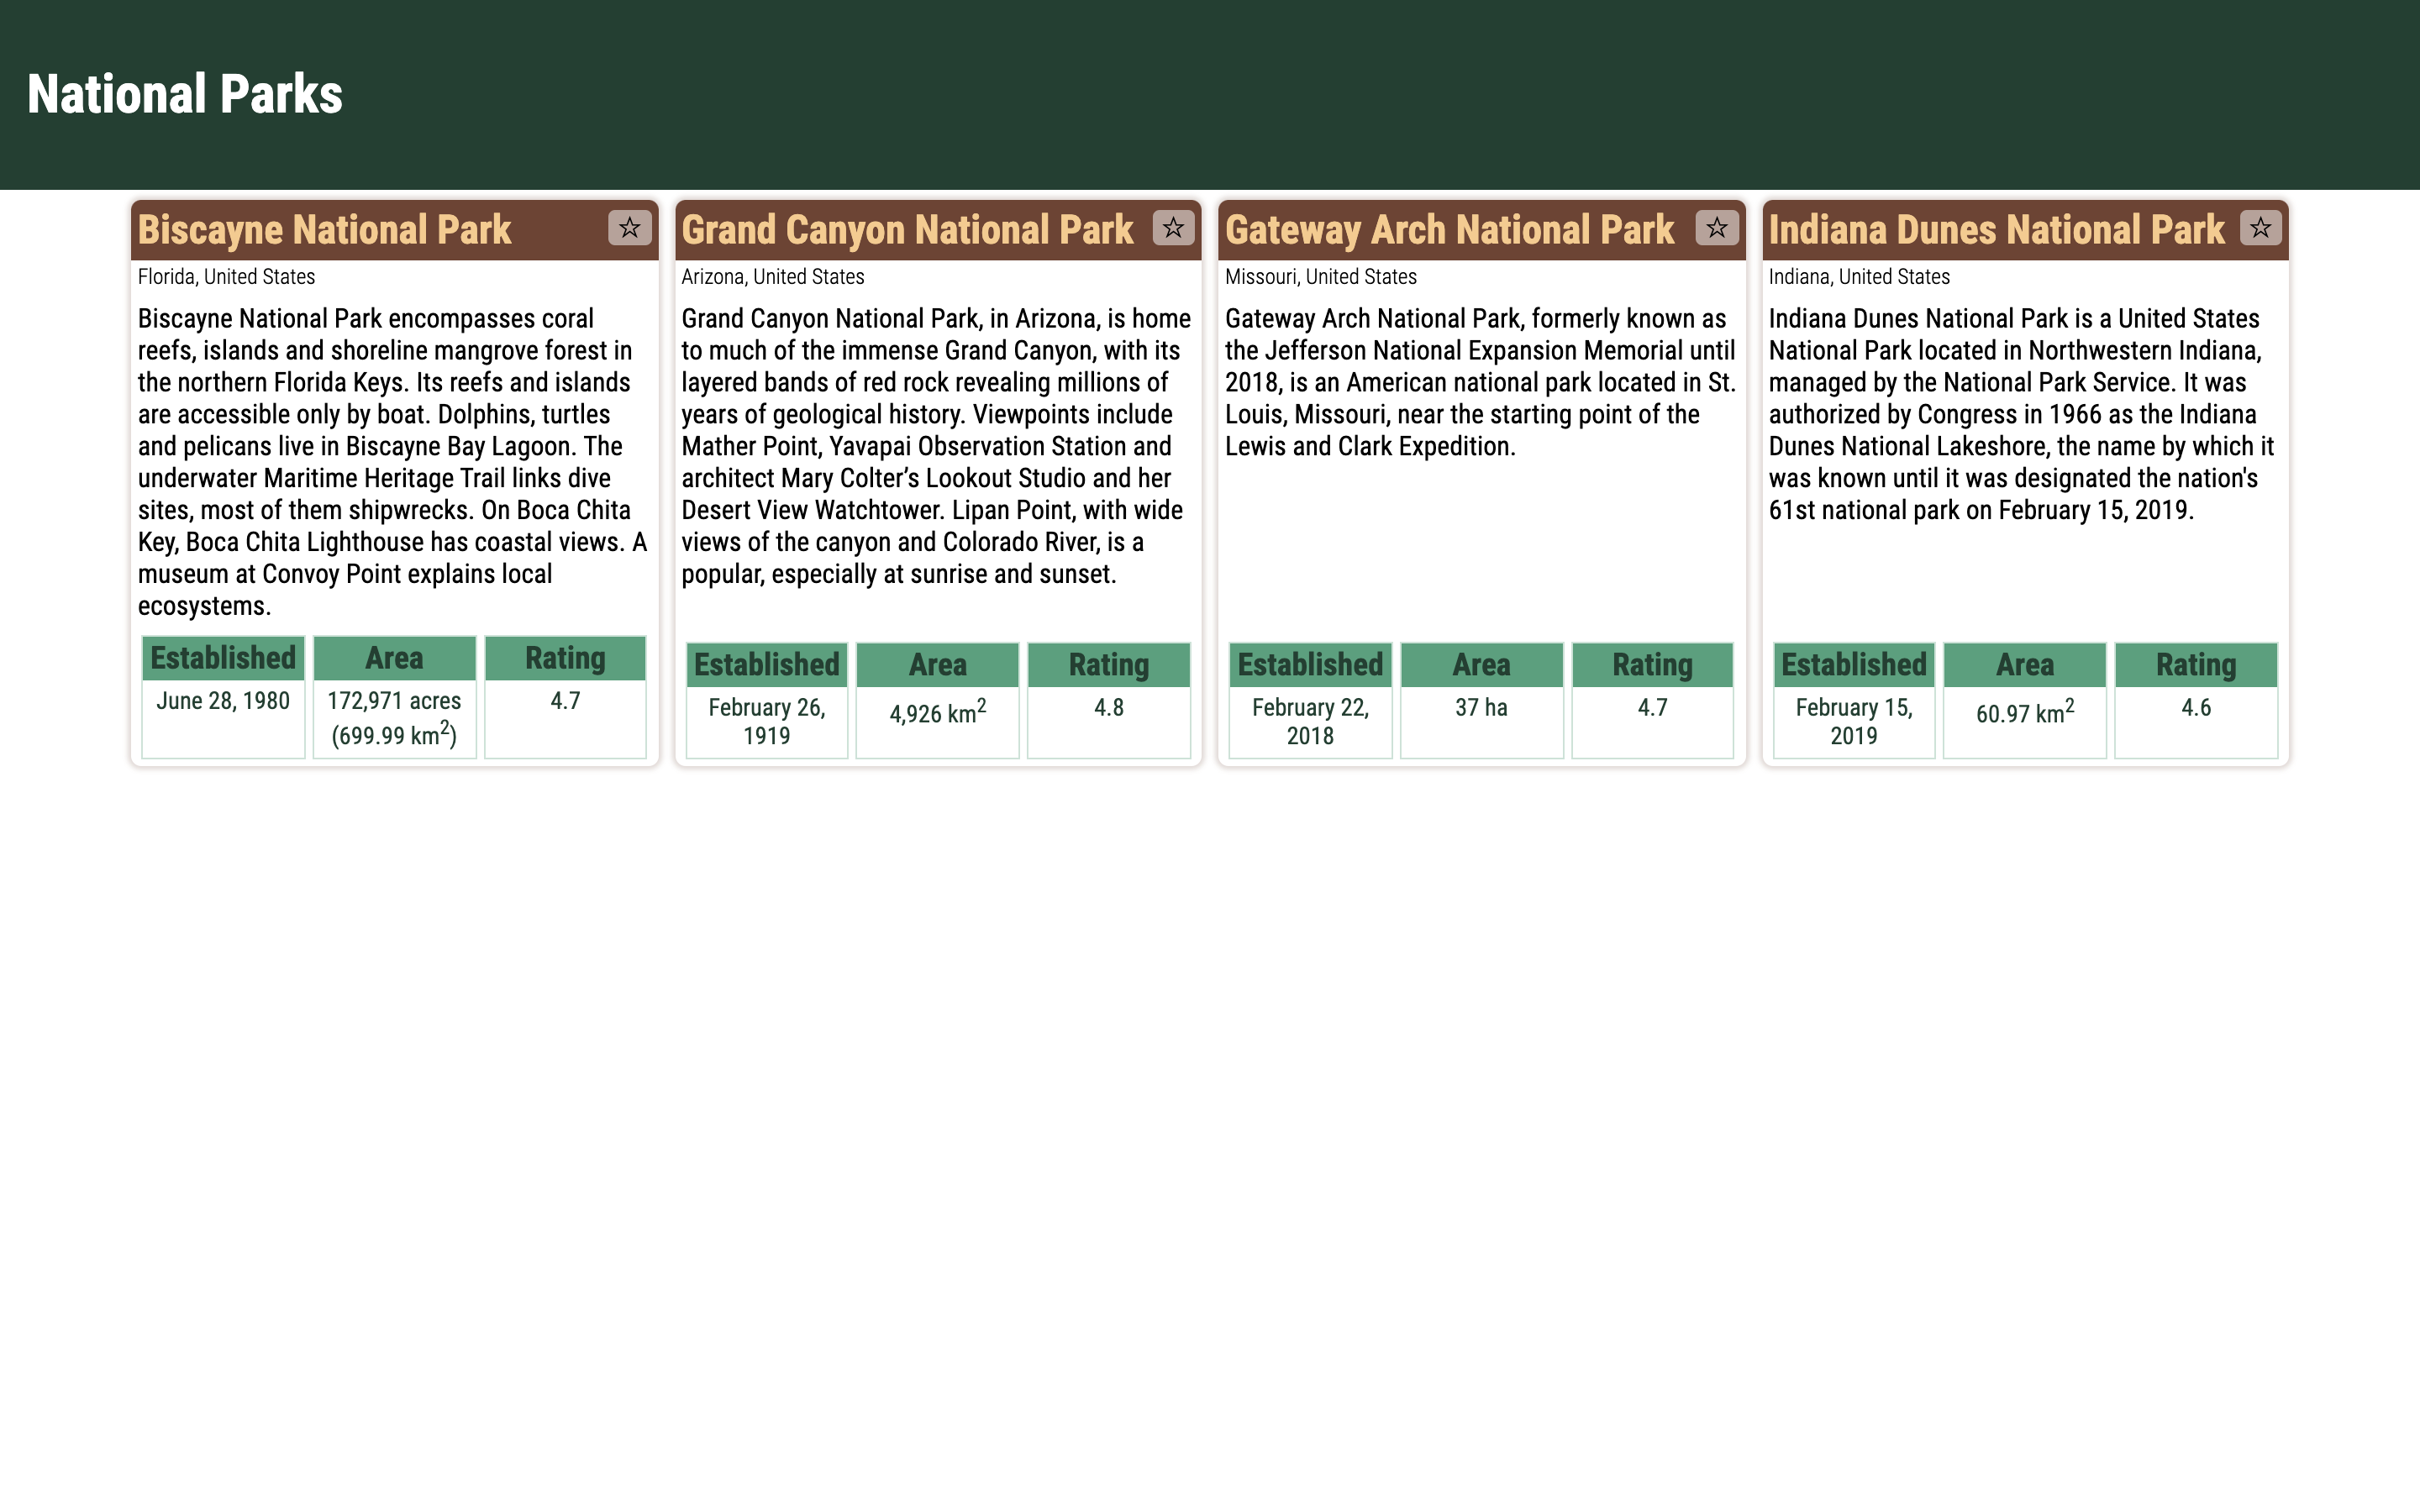 National Parks
Biscayne National Park
☆
Florida, United States
Biscayne National Park encompasses coral
reefs, islands and shoreline mangrove forest in
the northern Florida Keys. Its reefs and islands
are accessible only by boat. Dolphins, turtles
and pelicans live in Biscayne Bay Lagoon. The
underwater Maritime Heritage Trail links dive
sites, most of them shipwrecks. On Boca Chita
Key, Boca Chita Lighthouse has coastal views. A
museum at Convoy Point explains local
ecosystems.
Established Area Rating
June 28, 1980 172,971 acres 4.7
(699.99 km²)
Grand Canyon National Park
☆
Arizona, United States
Grand Canyon National Park, in Arizona, is home
to much of the immense Grand Canyon, with its
layered bands of red rock revealing millions of
years of geological history. Viewpoints include
Mather Point, Yavapai Observation Station and
architect Mary Colter’s Lookout Studio and her
Desert View Watchtower. Lipan Point, with wide
views of the canyon and Colorado River, is a
popular, especially at sunrise and sunset.
Established Area Rating
February 26, 4,926 km² 4.8
1919
Gateway Arch National Park
☆
Missouri, United States
Gateway Arch National Park, formerly known as
the Jefferson National Expansion Memorial until
2018, is an American national park located in St.
Louis, Missouri, near the starting point of the
Lewis and Clark Expedition.
Established Area Rating
February 22, 37 ha 4.7
2018
Indiana Dunes National Park
☆
Indiana, United States
Indiana Dunes National Park is a United States
National Park located in Northwestern Indiana,
managed by the National Park Service. It was
authorized by Congress in 1966 as the Indiana
Dunes National Lakeshore, the name by which it
was known until it was designated the nation's
61st national park on February 15, 2019.
Established Area Rating
February 15, 60.97 km² 4.6
2019